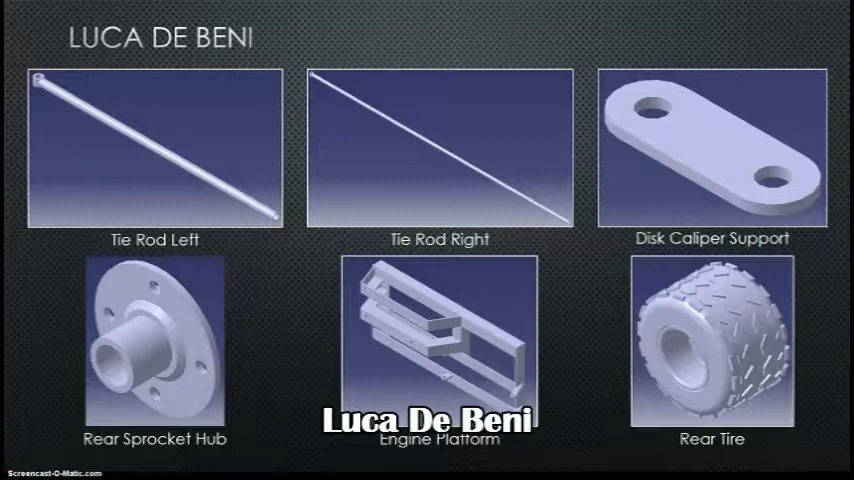 LUCA DE BENI
Tie Rod Left
Tie Rod Right
Disk Caliper Support
Rear Sprocket Hub
Luca De Beni
Engine Platform
Rear Tire
Screencast-O-Matic.com